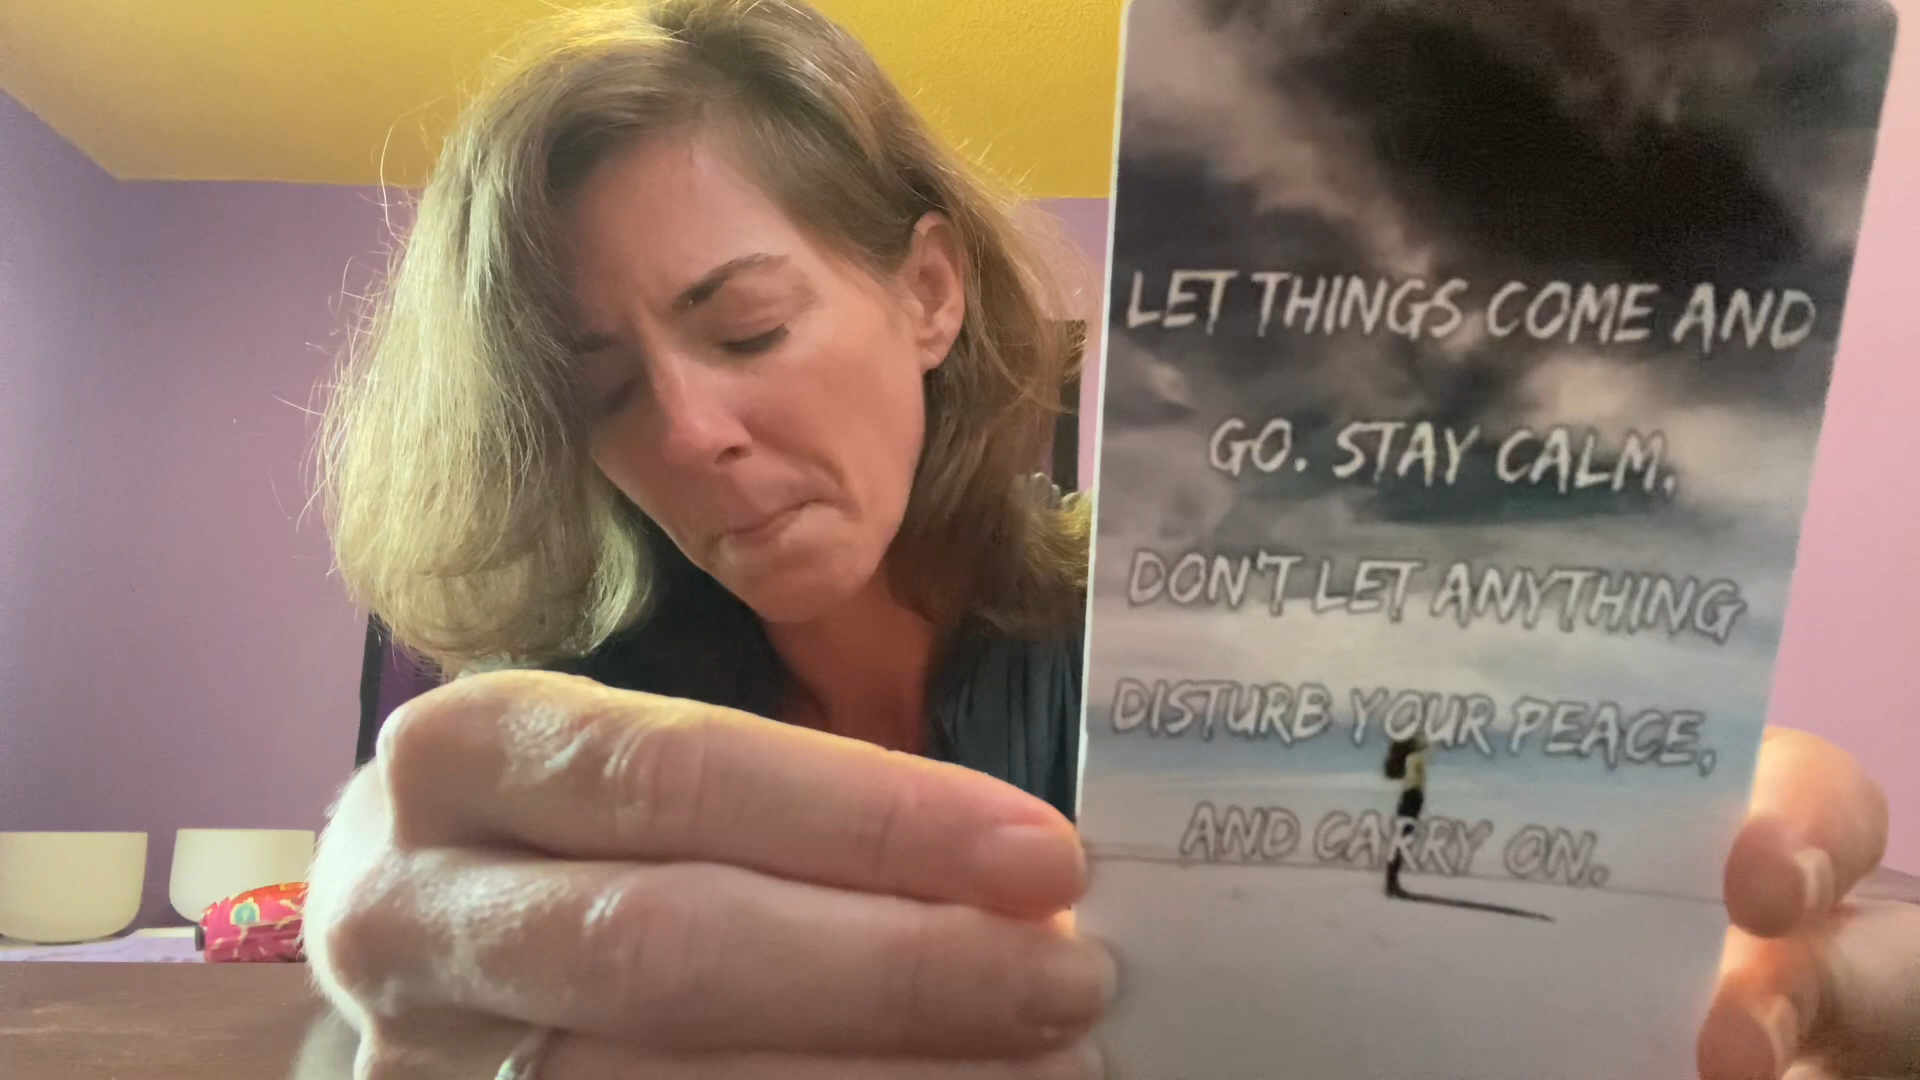 LET THINGS COME AND
GO. STAY CALM,
DON'T LET ANYTHING
DISTURB YOUR PEACE,
AND CARRY ON.